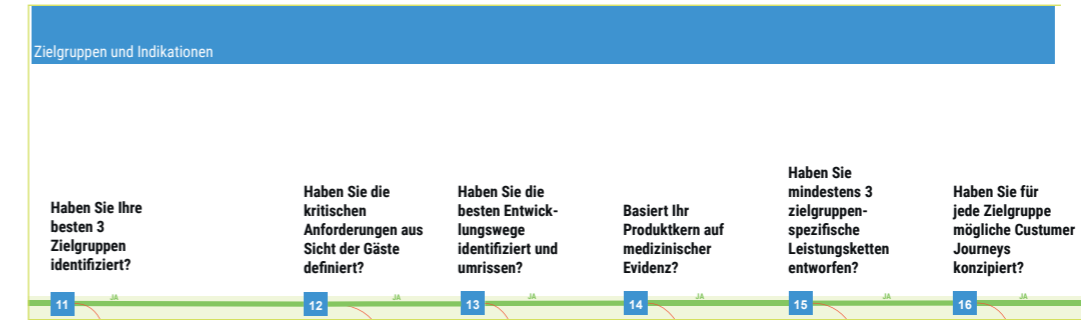 Zielgruppen und Indikationen
Haben Sie Ihre
besten 3
Zielgruppen
identifiziert?
Haben Sie die
kritischen
Anforderungen aus
Sicht der Gäste
definiert?
Haben Sie die
besten Entwick-
lungswege
identifiziert und
umrissen?
Basiert Ihr
Produktkern auf
medizinischer
Evidenz?
Haben Sie
mindestens 3
zielgruppen-
spezifische
Leistungsketten
entworfen?
Haben Sie für
jede Zielgruppe
mögliche Custumer
Journeys
konzipiert?
11
JA
12
JA
13
JA
14
JA
15
JA
16
JA